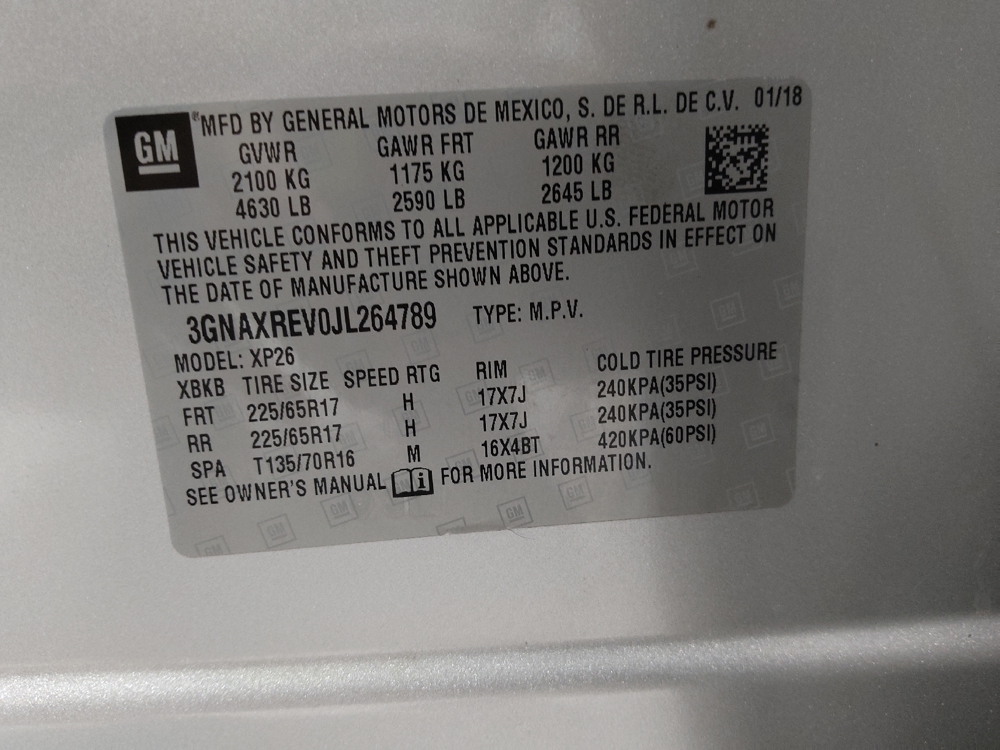 GM
®MFD BY GENERAL MOTORS DE MEXICO, S. DE R.L. DE C.V. 01/18
GVWR GAWR FRT GAWR RR
2100 KG 1175 KG 1200 KG
4630 LB 2590 LB 2645 LB
THIS VEHICLE CONFORMS TO ALL APPLICABLE U.S. FEDERAL MOTOR
VEHICLE SAFETY AND THEFT PREVENTION STANDARDS IN EFFECT ON
THE DATE OF MANUFACTURE SHOWN ABOVE.
3GNAXREV0JL264789 TYPE: M.P.V.
MODEL: XP26
XBKB TIRE SIZE SPEED RTG RIM COLD TIRE PRESSURE
FRT 225/65R17 H 17X7J 240KPA(35PSI)
RR 225/65R17 H 17X7J 240KPA(35PSI)
SPA T135/70R16 M 16X4BT 420KPA(60PSI)
SEE OWNER'S MANUAL i FOR MORE INFORMATION.